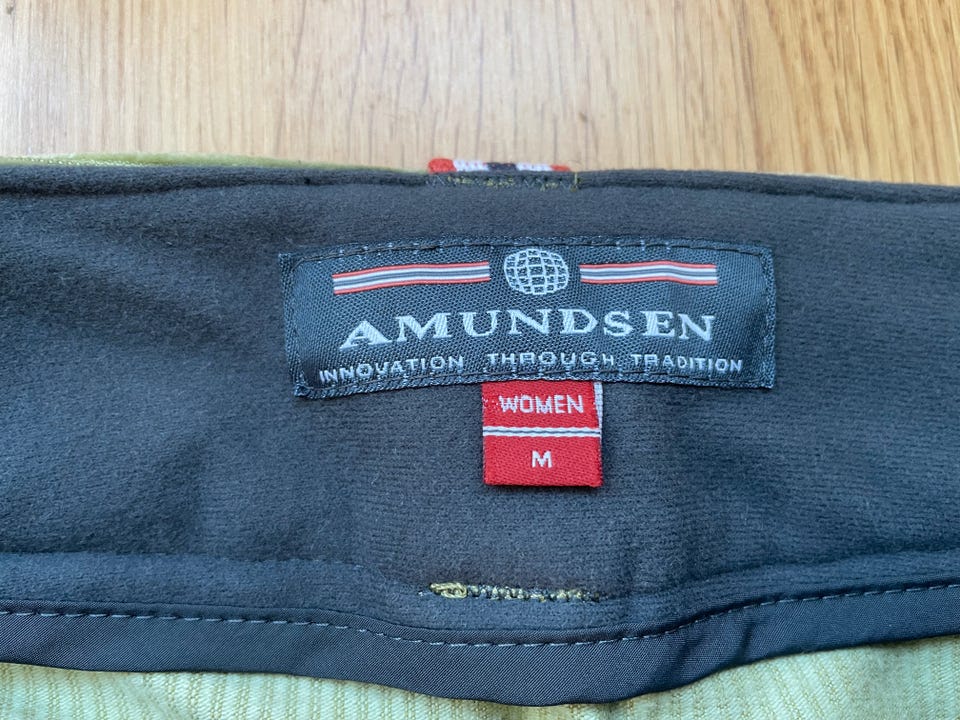 AMUNDSEN
INNOVATION THROUGH TRADITION
WOMEN
M